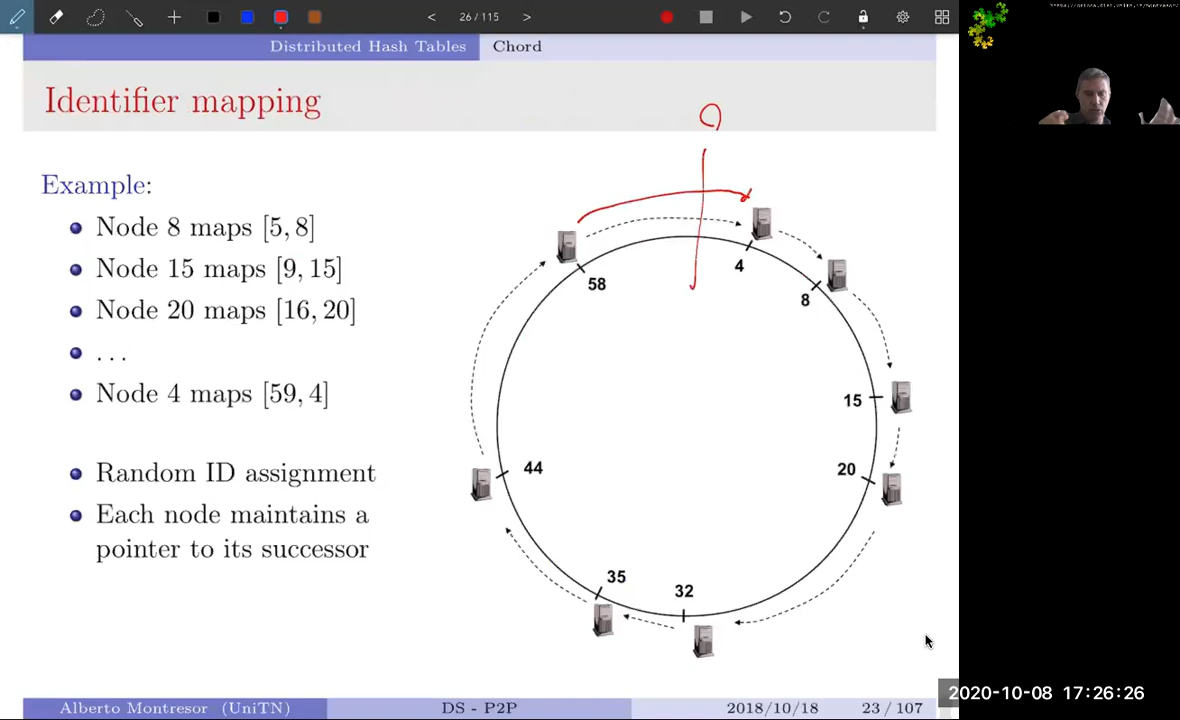 26 / 115
Distributed Hash Tables Chord
Identifier mapping
Example:
Node 8 maps [5, 8]
Node 15 maps [9, 15]
Node 20 maps [16, 20]
. . .
Node 4 maps [59, 4]
Random ID assignment
Each node maintains a
pointer to its successor
58
4
8
15
20
44
35
32
Alberto Montresor (UniTN) DS - P2P 2018/10/18 23 / 107
2020-10-08 17:26:26